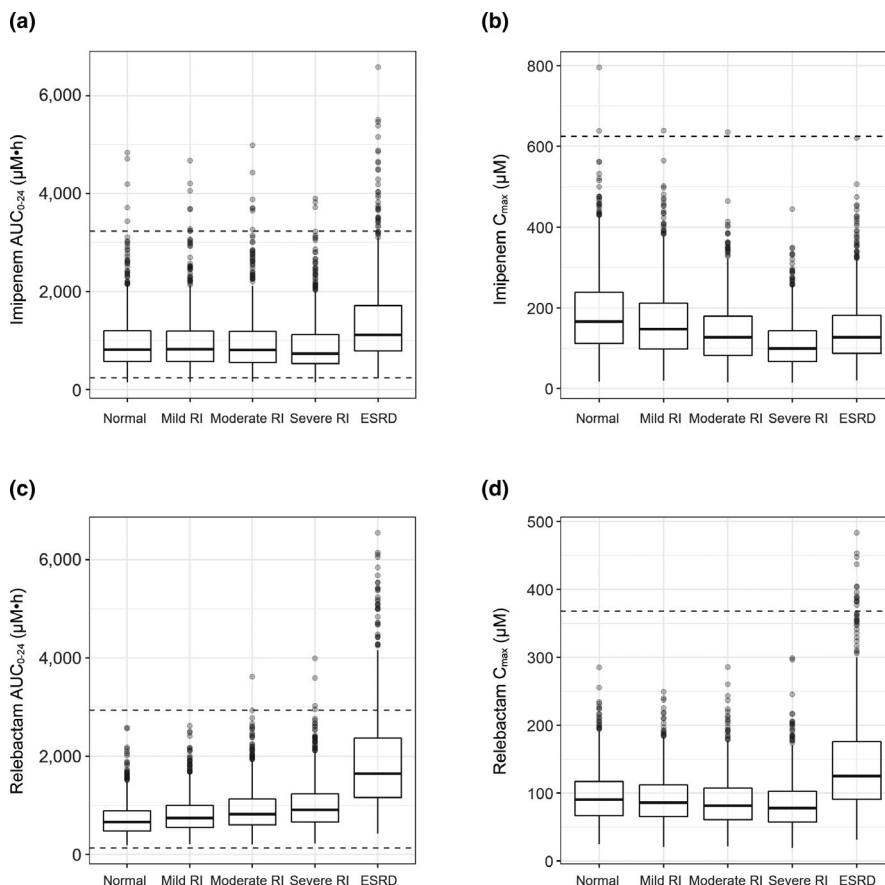 (a)
Imipenem AUC0-24 (µM•h)
6,000
4,000
2,000
0
Normal Mild RI Moderate RI Severe RI ESRD
(b)
Imipenem Cmax (µM)
800
600
400
200
0
Normal Mild RI Moderate RI Severe RI ESRD
(c)
Relebactam AUC0-24 (µM•h)
6,000
4,000
2,000
0
Normal Mild RI Moderate RI Severe RI ESRD
(d)
Relebactam Cmax (µM)
500
400
300
200
100
0
Normal Mild RI Moderate RI Severe RI ESRD